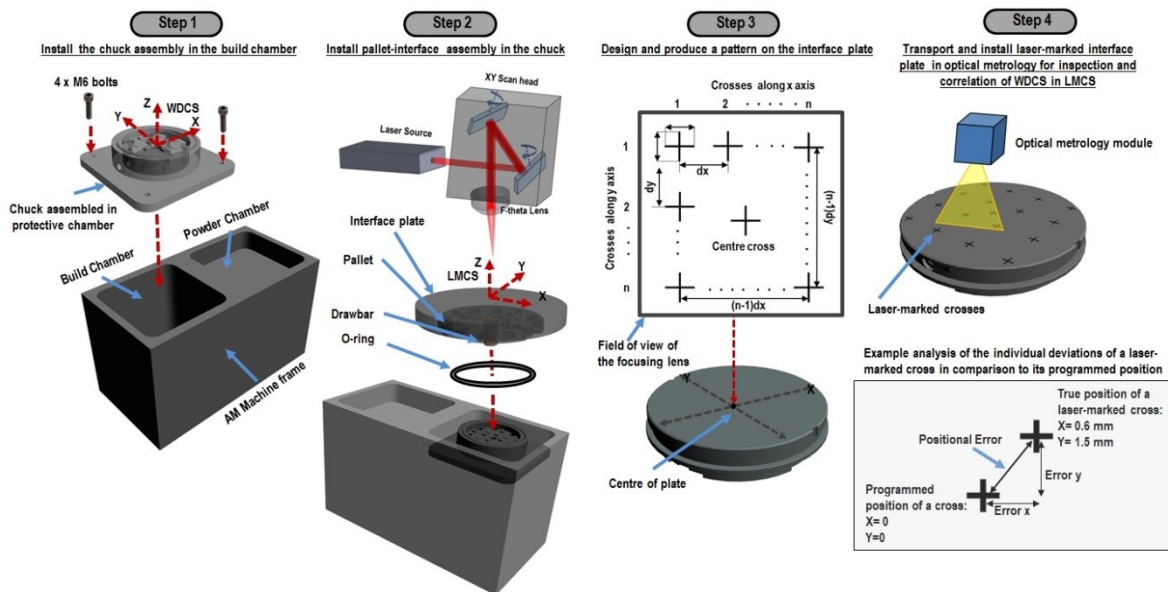 Step 1
Install the chuck assembly in the build chamber
4 x M6 bolts
Z
WDCS
Y
X
Chuck assembled in
protective chamber
Powder Chamber
Build Chamber
AM Machine frame
Step 2
Install pallet-interface assembly in the chuck
XY Scan head
Laser Source
F-theta Lens
Interface plate
Pallet
Z
Y
LMCS
X
Drawbar
O-ring
Step 3
Design and produce a pattern on the interface plate
Crosses along x axis
1 2 · · · · · · n
Crosses along y axis
1
2
n
dx
dy
(n-1)dy
Centre cross
(n-1)dx
Field of view
of the focusing lens
Y
X
Centre of plate
Step 4
Transport and install laser-marked interface
plate in optical metrology for inspection and
correlation of WDCS in LMCS
Optical metrology module
Laser-marked crosses
Example analysis of the individual deviations of a laser-
marked cross in comparison to its programmed position
True position of a
laser-marked cross:
X= 0.6 mm
Y= 1.5 mm
Positional Error
Error y
Error x
Programmed
position of a cross:
X= 0
Y=0